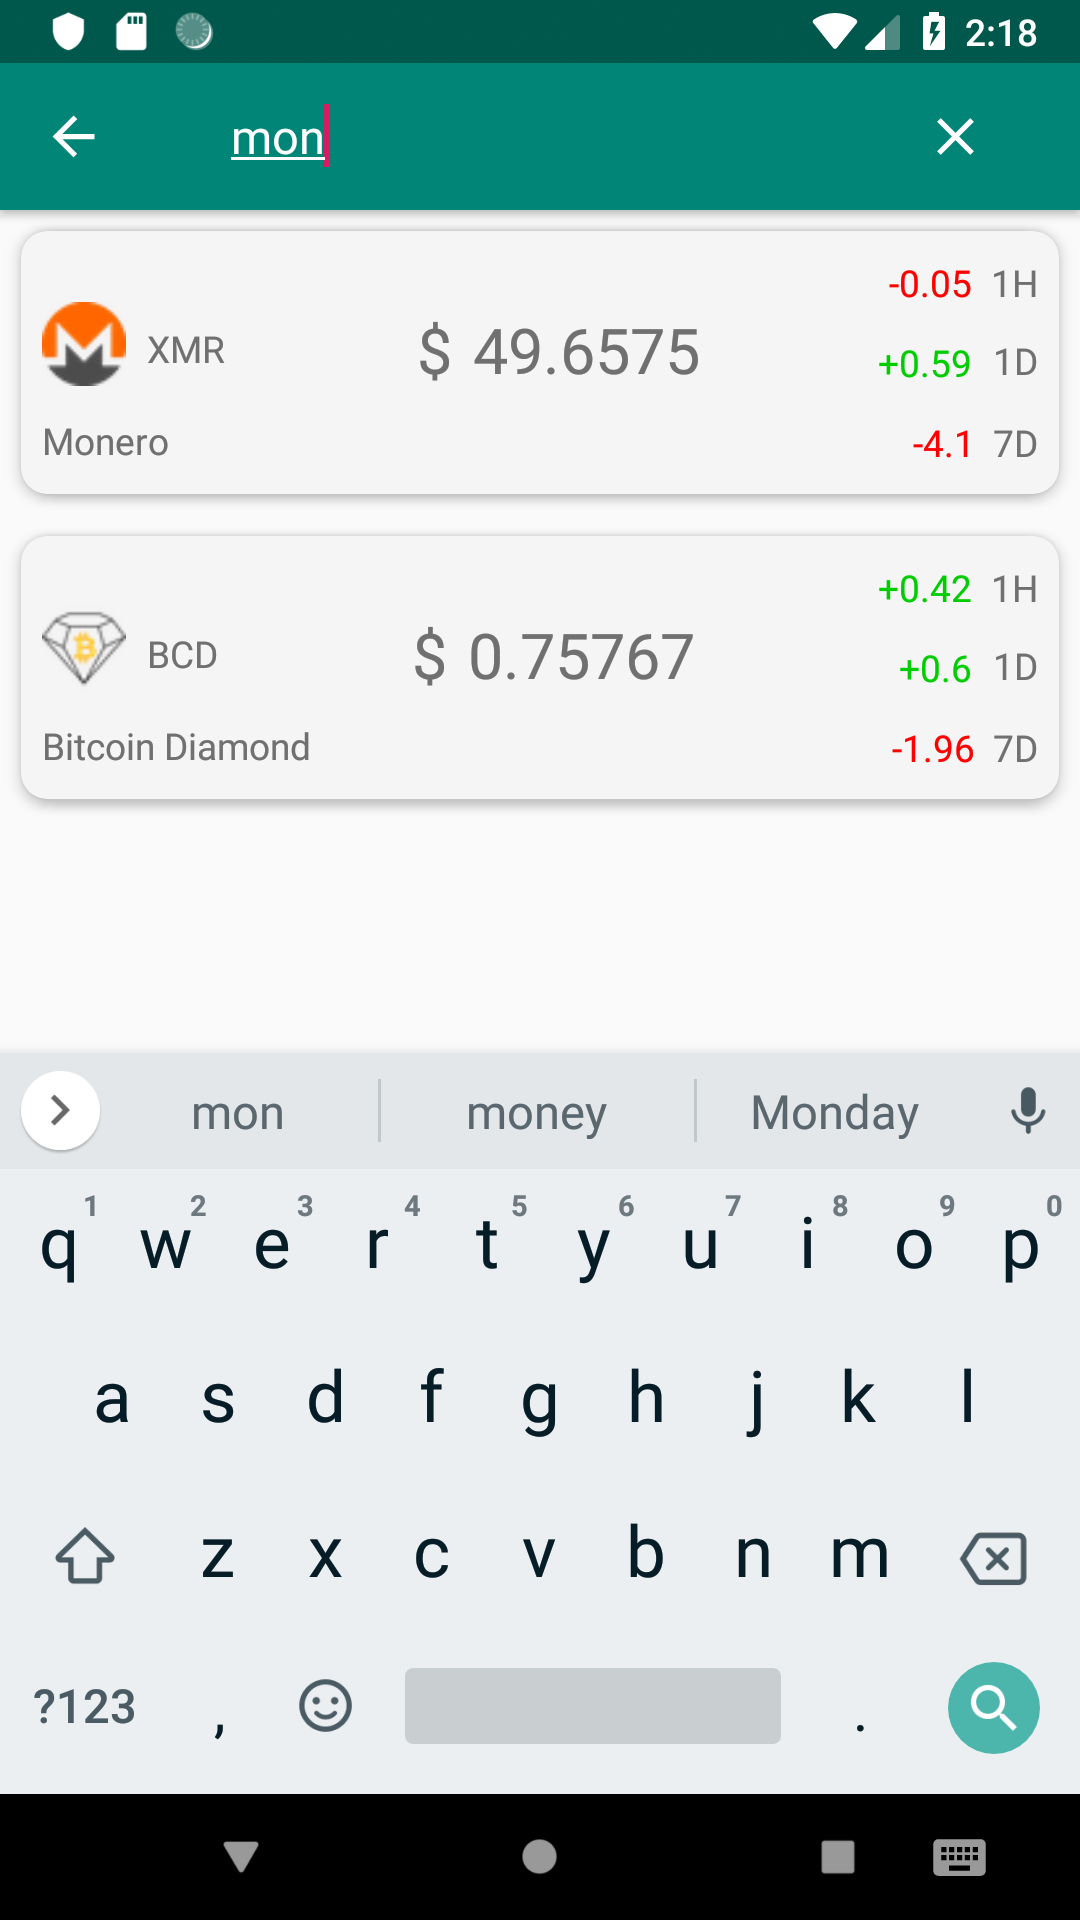 2:18
mon
-0.05 1H
XMR $ 49.6575
+0.59 1D
Monero
-4.1 7D
+0.42 1H
BCD $ 0.75767
+0.6 1D
Bitcoin Diamond
-1.96 7D
mon money Monday
1 2 3 4 5 6 7 8 9 0
q w e r t y u i o p
a s d f g h j k l
z x c v b n m
?123 , .